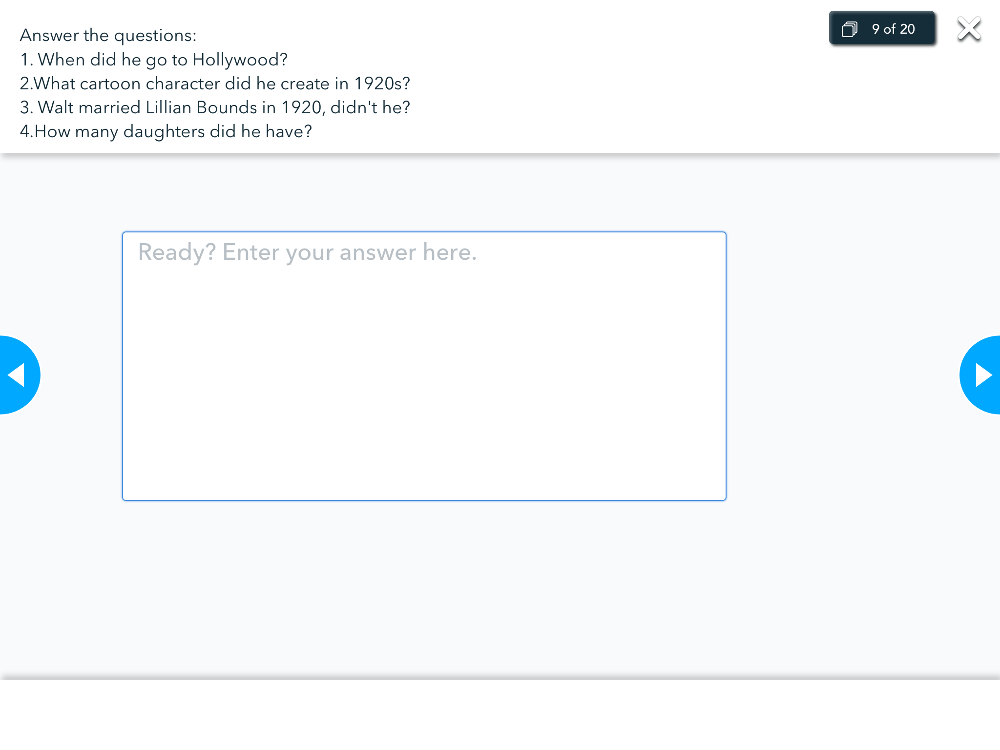 Answer the questions:
1. When did he go to Hollywood?
2.What cartoon character did he create in 1920s?
3. Walt married Lillian Bounds in 1920, didn't he?
4.How many daughters did he have?
9 of 20
Ready? Enter your answer here.